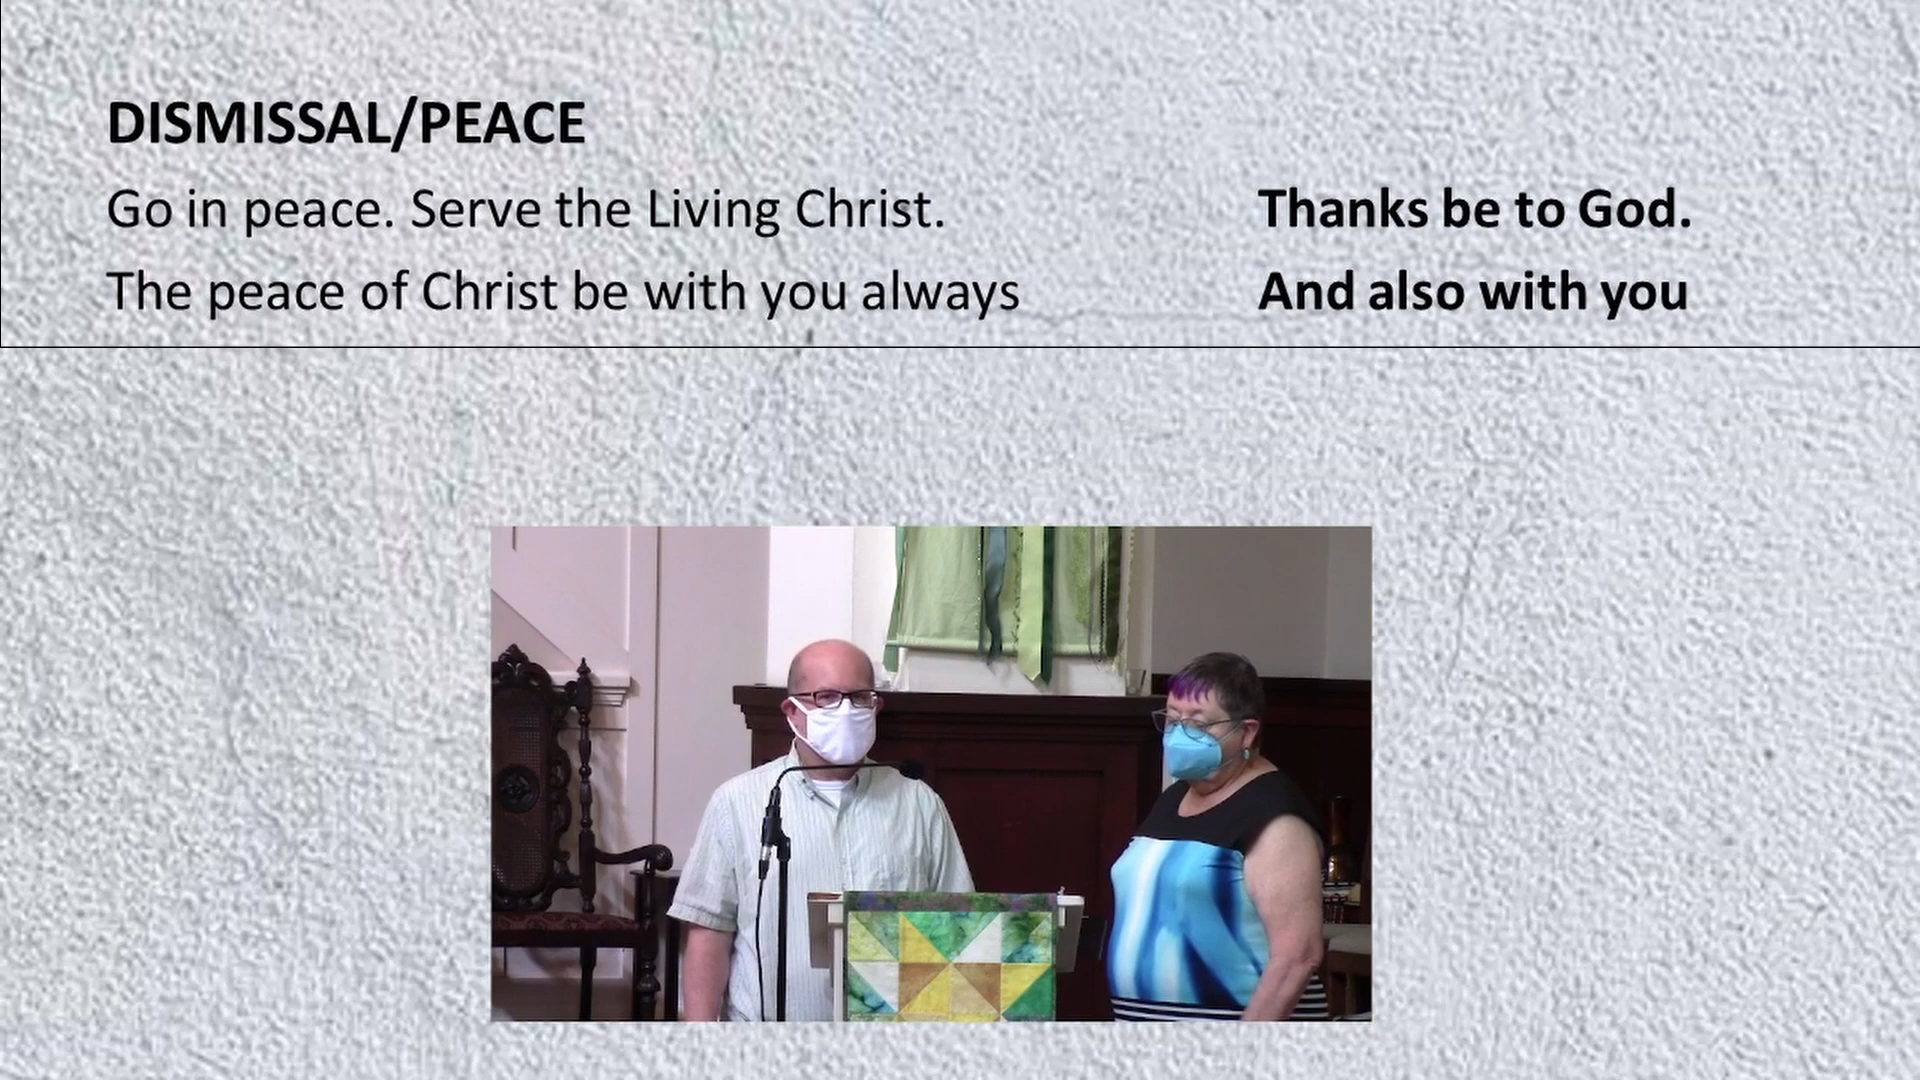 DISMISSAL/PEACE
Go in peace. Serve the Living Christ. Thanks be to God.
The peace of Christ be with you always And also with you